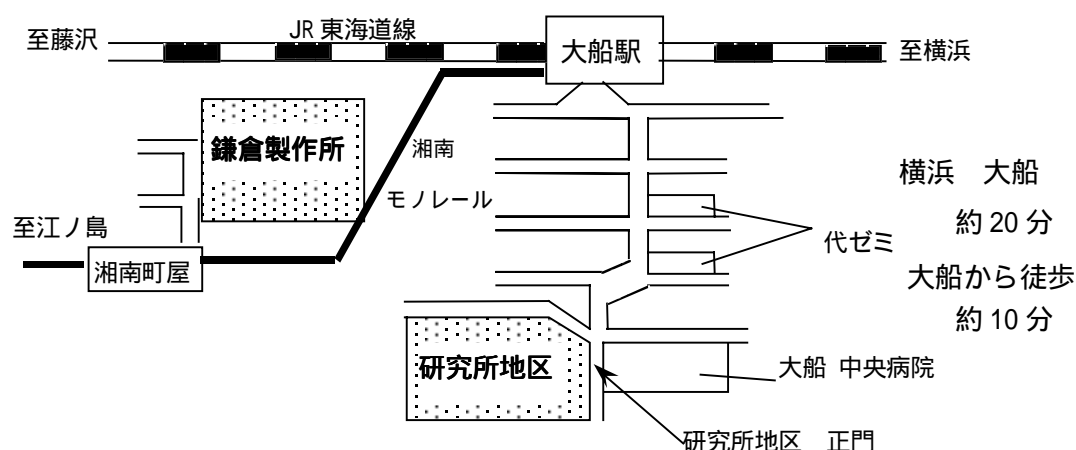 JR 東海道線
至藤沢
大船駅
至横浜
鎌倉製作所
湘南
モノレール
横浜　大船
約 20 分
至江ノ島
代ゼミ
湘南町屋
大船から徒歩
約 10 分
研究所地区
大船 中央病院
研究所地区　正門